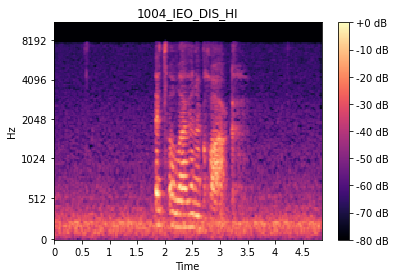 1004_IEO_DIS_HI
8192
4096
2048
1024
512
0
Hz
0 0.5 1 1.5 2 2.5 3 3.5 4 4.5
Time
+0 dB
-10 dB
-20 dB
-30 dB
-40 dB
-50 dB
-60 dB
-70 dB
-80 dB